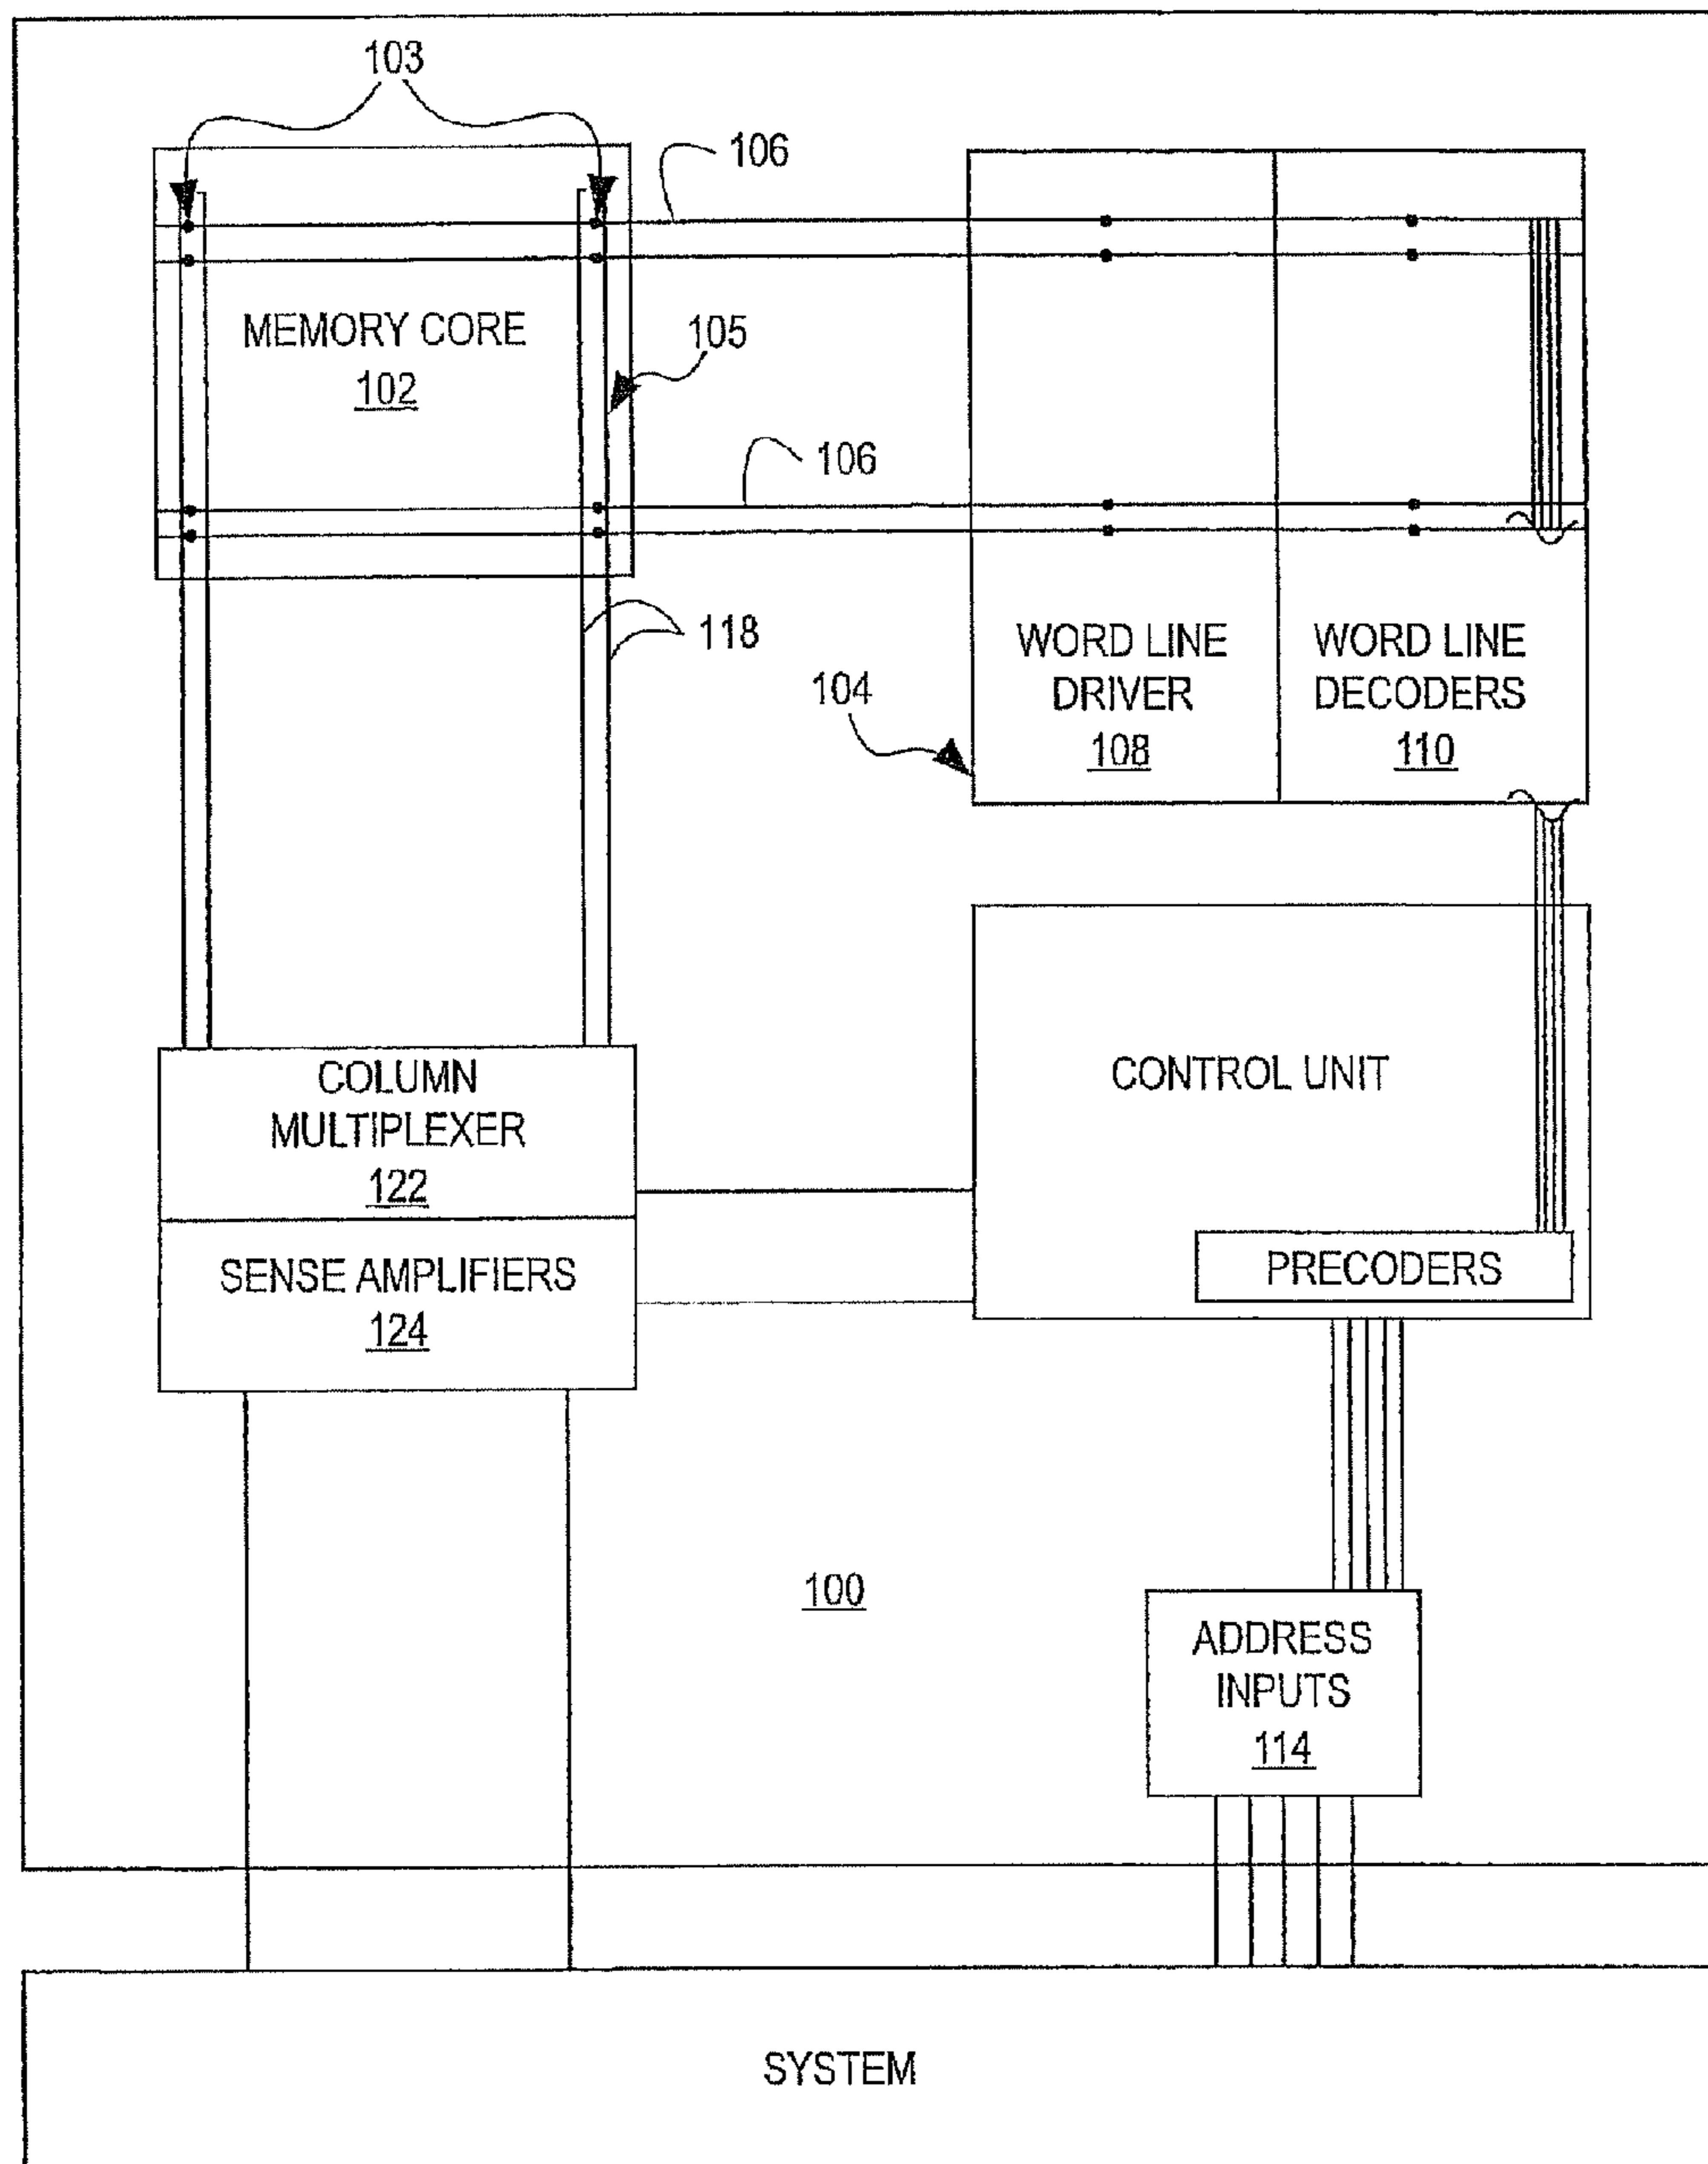 103
106
MEMORY CORE
102
105
106
118
WORD LINE
DRIVER
108
WORD LINE
DECODERS
110
104
COLUMN
MULTIPLEXER
122
CONTROL UNIT
SENSE AMPLIFIERS
124
PRECODERS
100
ADDRESS
INPUTS
114
SYSTEM